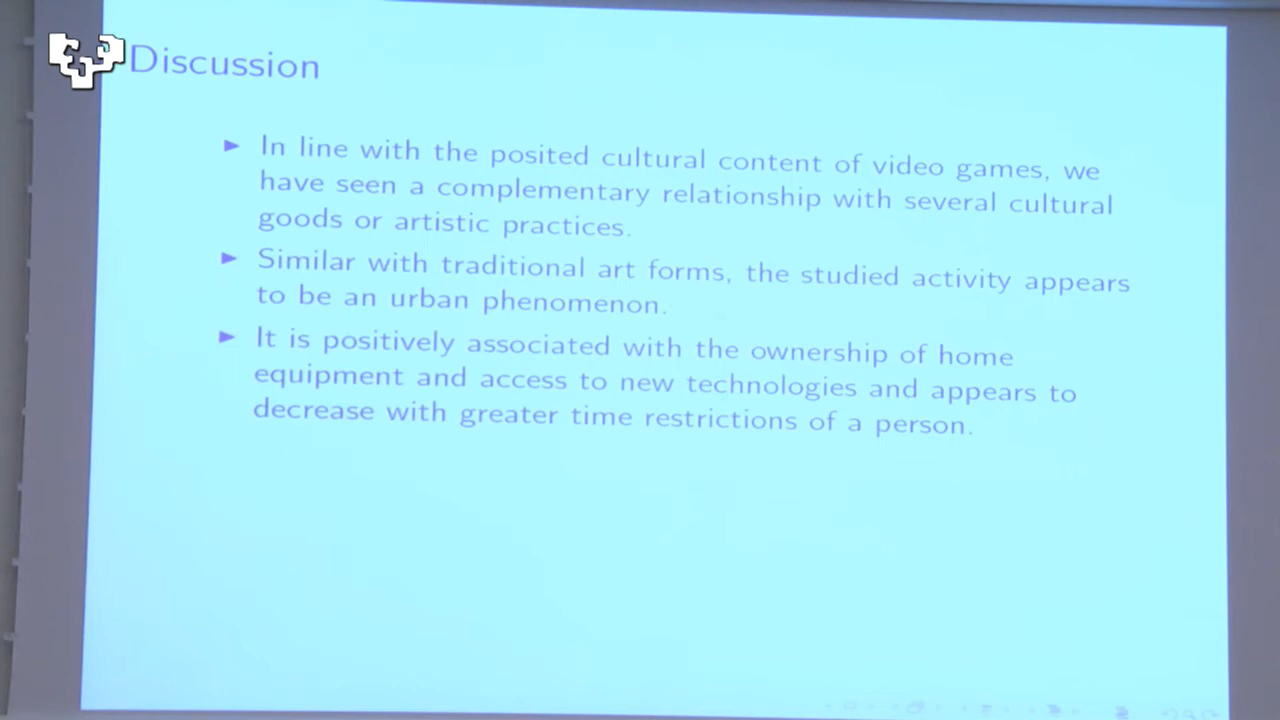 Discussion
▶ In line with the posited cultural content of video games, we
have seen a complementary relationship with several cultural
goods or artistic practices.
▶ Similar with traditional art forms, the studied activity appears
to be an urban phenomenon.
▶ It is positively associated with the ownership of home
equipment and access to new technologies and appears to
decrease with greater time restrictions of a person.